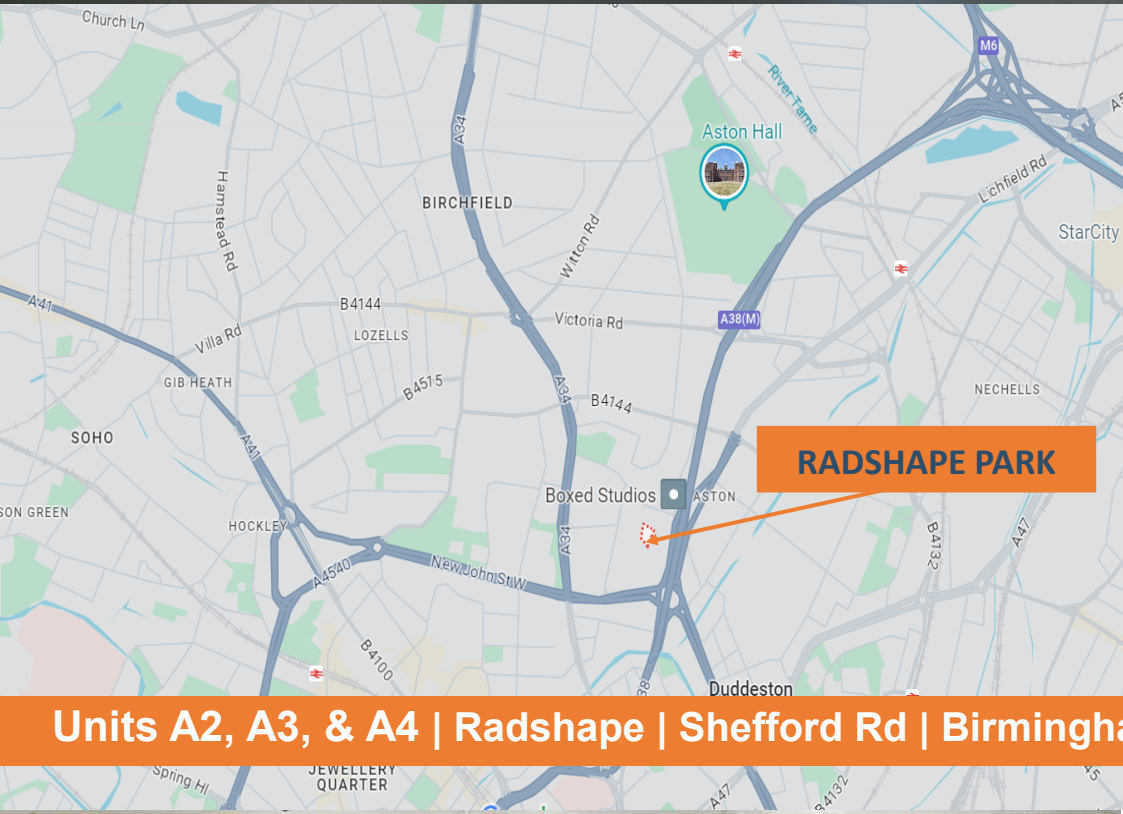 Church Ln
M6
River Tame
A34
Aston Hall
Lichfield Rd
BIRCHFIELD
Hamstead Rd
StarCity
Witton Rd
A41
B4144
Victoria Rd
A38(M)
Villa Rd
LOZELLS
GIB HEATH
B4515
A34
B4144
NECHELLS
SOHO
A41
RADSHAPE PARK
Boxed Studios
ASTON
SON GREEN
HOCKLEY
A34
B4132
A47
A4540
New John St W
B4100
38
Duddeston
Units A2, A3, & A4 | Radshape | Shefford Rd | Birmingha
Spring Hl
JEWELLERY
QUARTER
A47
B4132
45